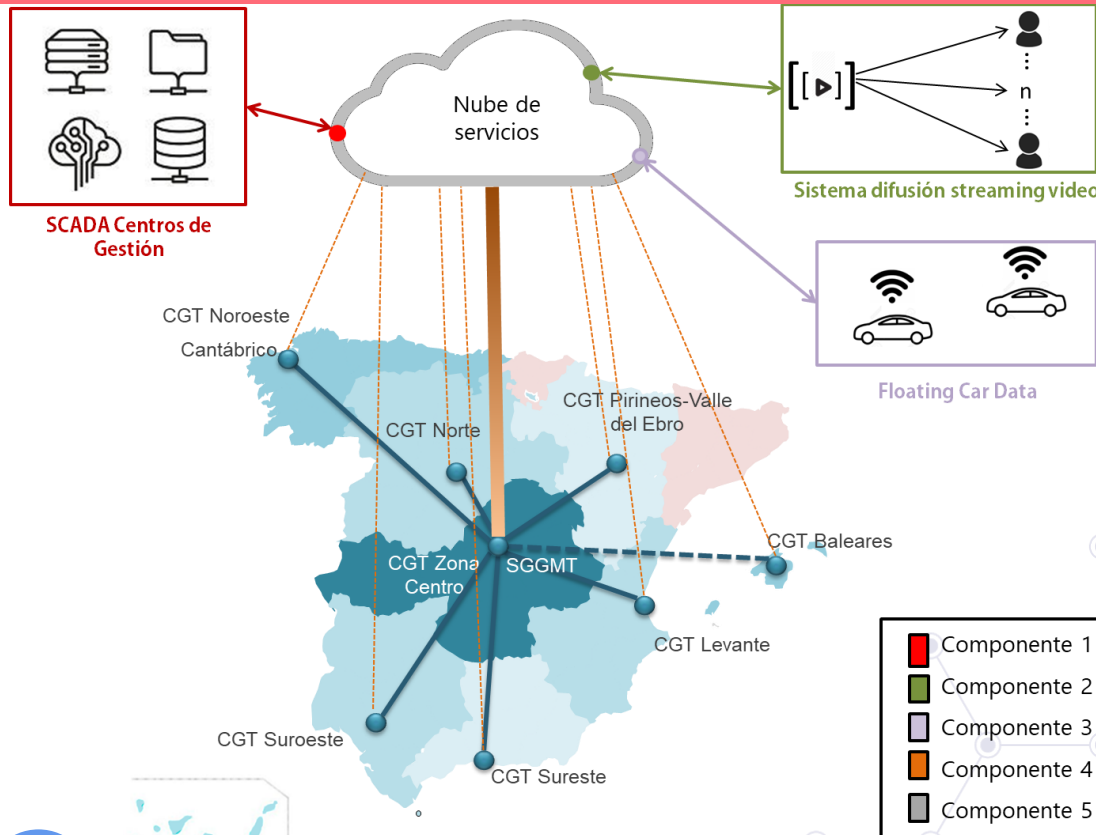 Nube de
servicios
n
SCADA Centros de
Gestión
Sistema difusión streaming video
Floating Car Data
CGT Noroeste
Cantábrico
CGT Pirineos-Valle
del Ebro
CGT Norte
CGT Baleares
CGT Zona
Centro
SGGMT
CGT Levante
CGT Suroeste
CGT Sureste
Componente 1
Componente 2
Componente 3
Componente 4
Componente 5